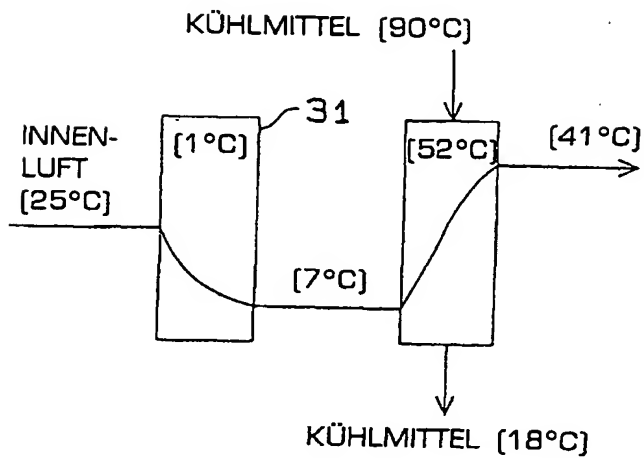 KÜHLMITTEL [90°C]
31
INNEN-
LUFT
[25°C]
[1°C]
[52°C]
[41°C]
[7°C]
KÜHLMITTEL [18°C]